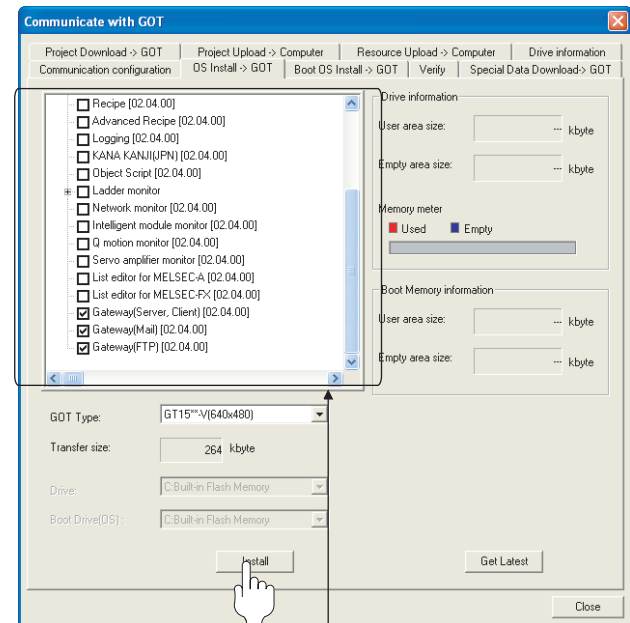 Communicate with GOT
Project Download -> GOT
Project Upload -> Computer
Resource Upload -> Computer
Drive information
Communication configuration
OS Install -> GOT
Boot OS Install -> GOT
Verify
Special Data Download-> GOT
Recipe [02.04.00]
Advanced Recipe [02.04.00]
Logging [02.04.00]
KANA KANJI(JPN) [02.04.00]
Object Script [02.04.00]
Ladder monitor
Network monitor [02.04.00]
Intelligent module monitor [02.04.00]
Q motion monitor [02.04.00]
Servo amplifier monitor [02.04.00]
List editor for MELSEC-A [02.04.00]
List editor for MELSEC-FX [02.04.00]
Gateway(Server, Client) [02.04.00]
Gateway(Mail) [02.04.00]
Gateway(FTP) [02.04.00]
Drive information
User area size: --- kbyte
Empty area size: --- kbyte
Memory meter
Used Empty
Boot Memory information
User area size: --- kbyte
Empty area size: --- kbyte
GOT Type: GT15**-V(640x480)
Transfer size: 264 kbyte
Drive: C:Built-in Flash Memory
Boot Drive(OS) : C:Built-in Flash Memory
Install
Get Latest
Close